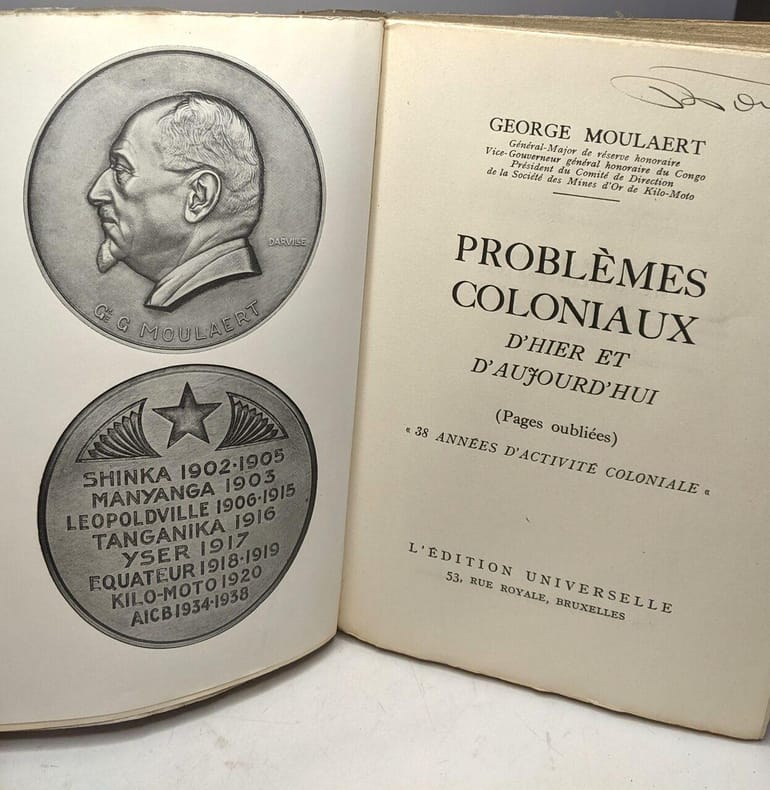 DARVILLE
Gᴸ G MOULAERT
SHINKA 1902·1905
MANYANGA 1903
LEOPOLDVILLE 1906·1915
TANGANIKA 1916
YSER 1917
EQUATEUR 1918·1919
KILO-MOTO 1920
AICB 1934·1938
GEORGE MOULAERT
Général-Major de réserve honoraire
Vice-Gouverneur général honoraire du Congo
Président du Comité de Direction
de la Société des Mines d'Or de Kilo-Moto
PROBLÈMES
COLONIAUX
D'HIER ET
D'AUJOURD'HUI
(Pages oubliées)
« 38 ANNÉES D'ACTIVITÉ COLONIALE «
L'ÉDITION UNIVERSELLE
53, RUE ROYALE, BRUXELLES